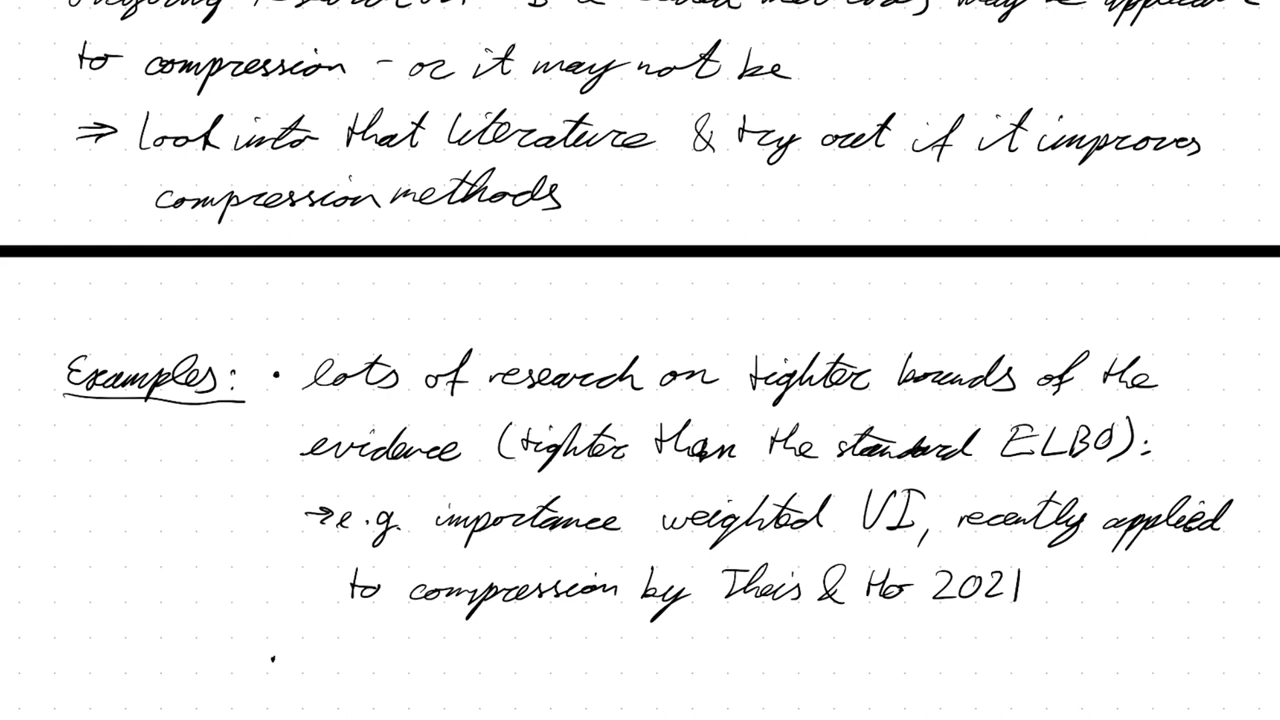 may be
to compression - or it may not be
⇒ look into that literature & try out if it improves
compression methods
Examples: • lots of research on tighter bounds of the
evidence (tighter than the standard ELBO):
→ e.g. importance weighted VI, recently applied
to compression by Theis & Ho 2021